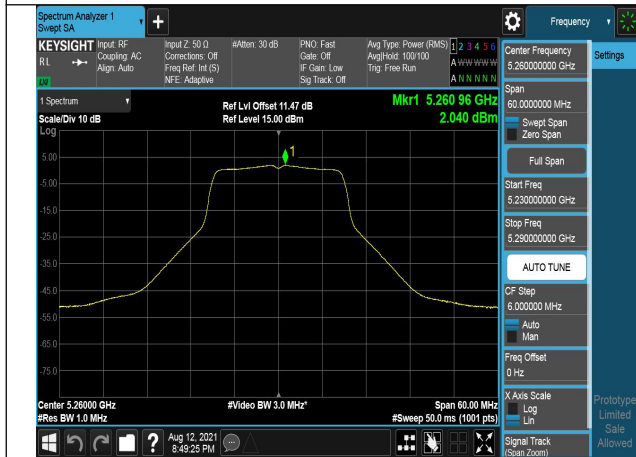 Spectrum Analyzer 1
Swept SA
+
Frequency
KEYSIGHT
RL
LXI
Input: RF
Coupling: AC
Align: Auto
Input Z: 50 Ω
Corrections: Off
Freq Ref: Int (S)
NFE: Adaptive
#Atten: 30 dB
PNO: Fast
Gate: Off
IF Gain: Low
Sig Track: Off
Avg Type: Power (RMS)
Avg|Hold: 100/100
Trig: Free Run
1 2 3 4 5 6
A W W W W W
A N N N N N
Center Frequency
5.260000000 GHz
Settings
1 Spectrum
Scale/Div 10 dB
Log
Ref Lvl Offset 11.47 dB
Ref Level 15.00 dBm
Mkr1 5.260 96 GHz
2.040 dBm
Span
60.0000000 MHz
Swept Span
Zero Span
Full Span
Start Freq
5.230000000 GHz
Stop Freq
5.290000000 GHz
AUTO TUNE
CF Step
6.000000 MHz
Auto
Man
Freq Offset
0 Hz
X Axis Scale
Log
Lin
Signal Track
(Span Zoom)
1
5.00
-5.00
-15.0
-25.0
-35.0
-45.0
-55.0
-65.0
-75.0
Center 5.26000 GHz
#Res BW 1.0 MHz
#Video BW 3.0 MHz*
Span 60.00 MHz
#Sweep 50.0 ms (1001 pts)
?
Aug 12, 2021
8:49:25 PM
Prototype
Limited
Sale
Allowed